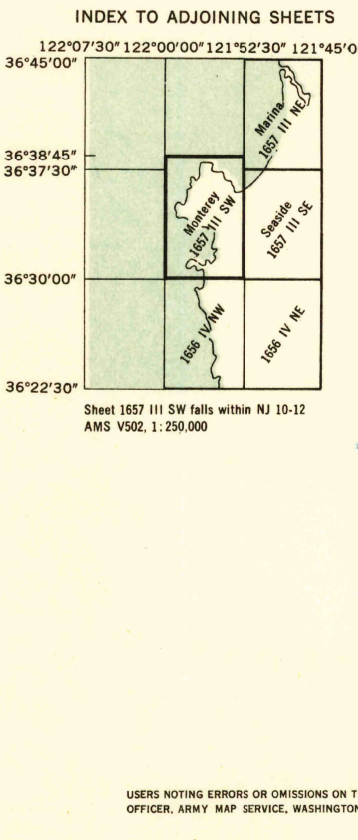 INDEX TO ADJOINING SHEETS
122°07'30" 122°00'00" 121°52'30" 121°45'0
36°45'00"
Marina
1657 III NE
36°38'45"
36°37'30"
Monterey
1657 III SW
Seaside
1657 III SE
36°30'00"
1656 IV NW
1656 IV NE
36°22'30"
Sheet 1657 III SW falls within NJ 10-12
AMS V502, 1:250,000
USERS NOTING ERRORS OR OMISSIONS ON T
OFFICER, ARMY MAP SERVICE, WASHINGTON